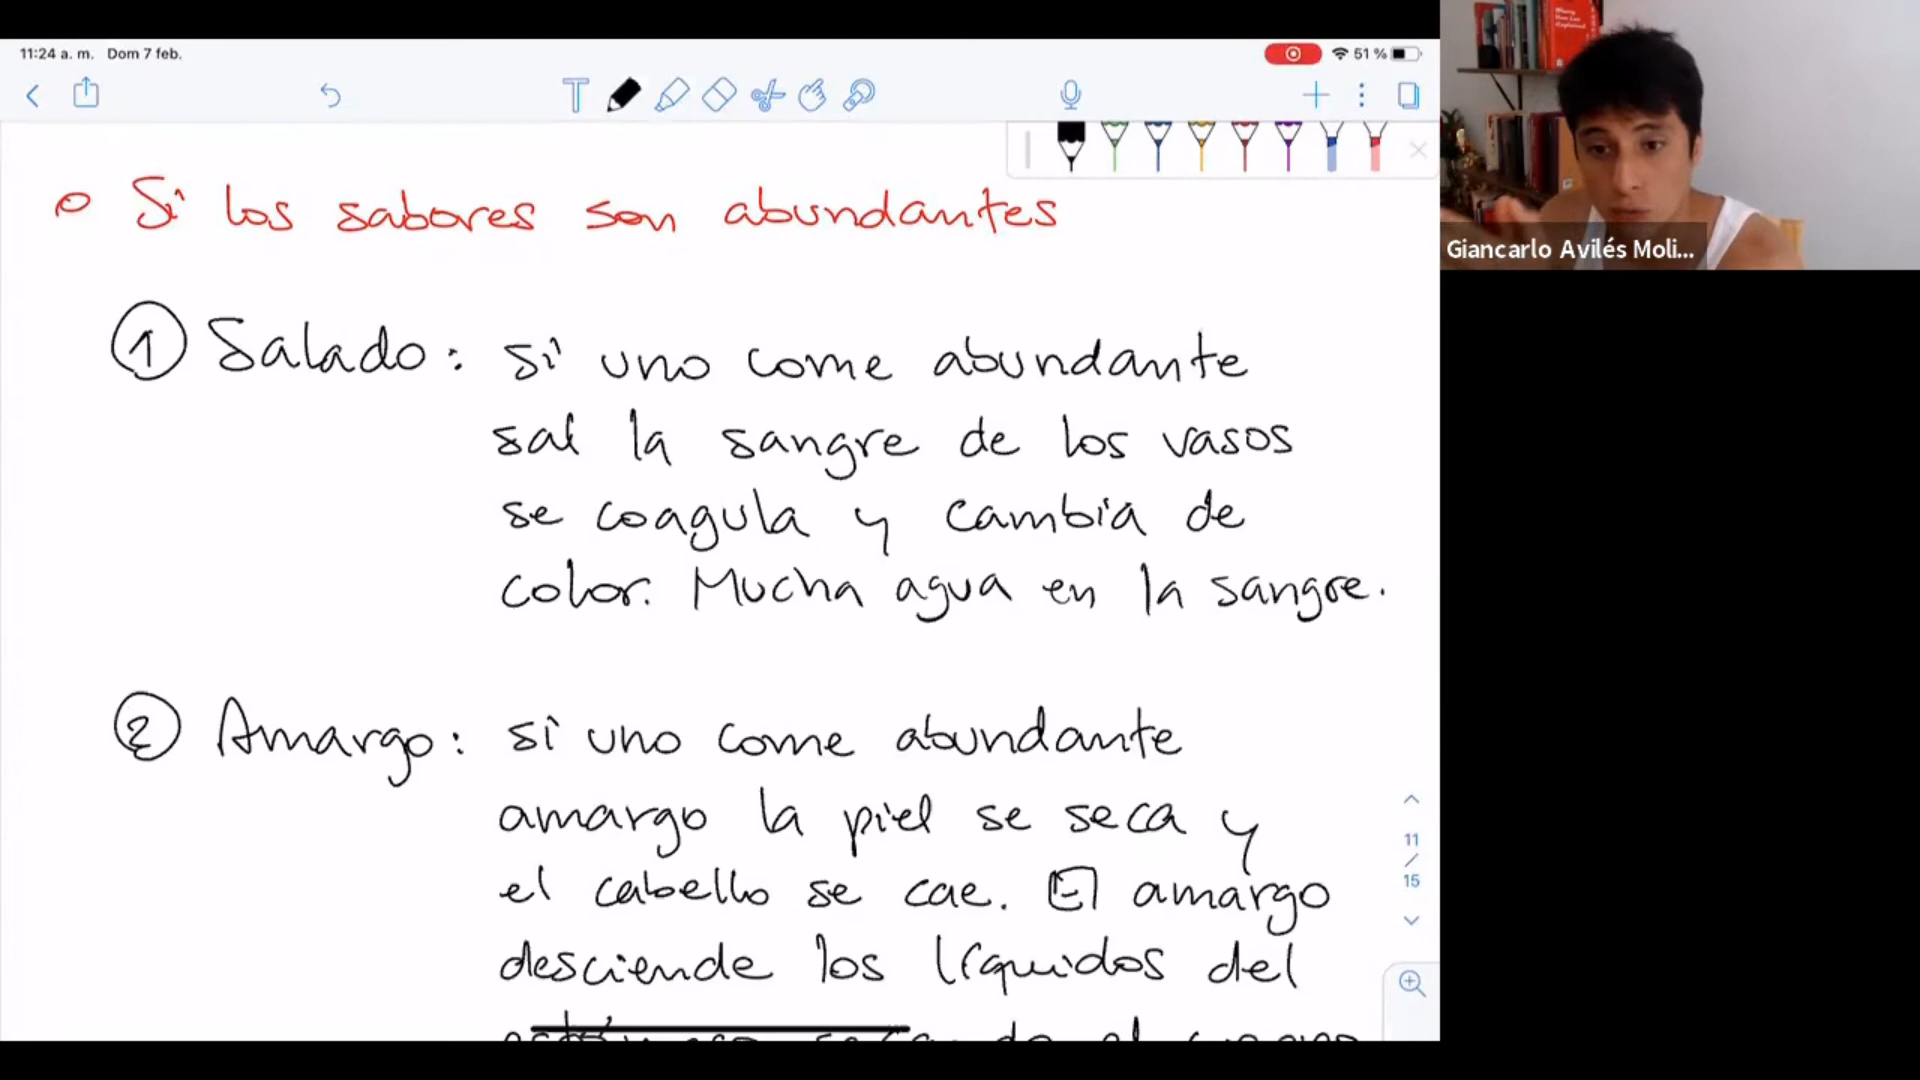 11:24 a. m. Dom 7 feb.
51 %
Si los sabores son abundantes
Giancarlo Avilés Moli...
1 Salado: si uno come abundante
sal la sangre de los vasos
se coagula y cambia de
color. Mucha agua en la sangre.
2 Amargo: si uno come abundante
amargo la piel se seca y
el cabello se cae. El amargo
desciende los líquidos del
11
/
15